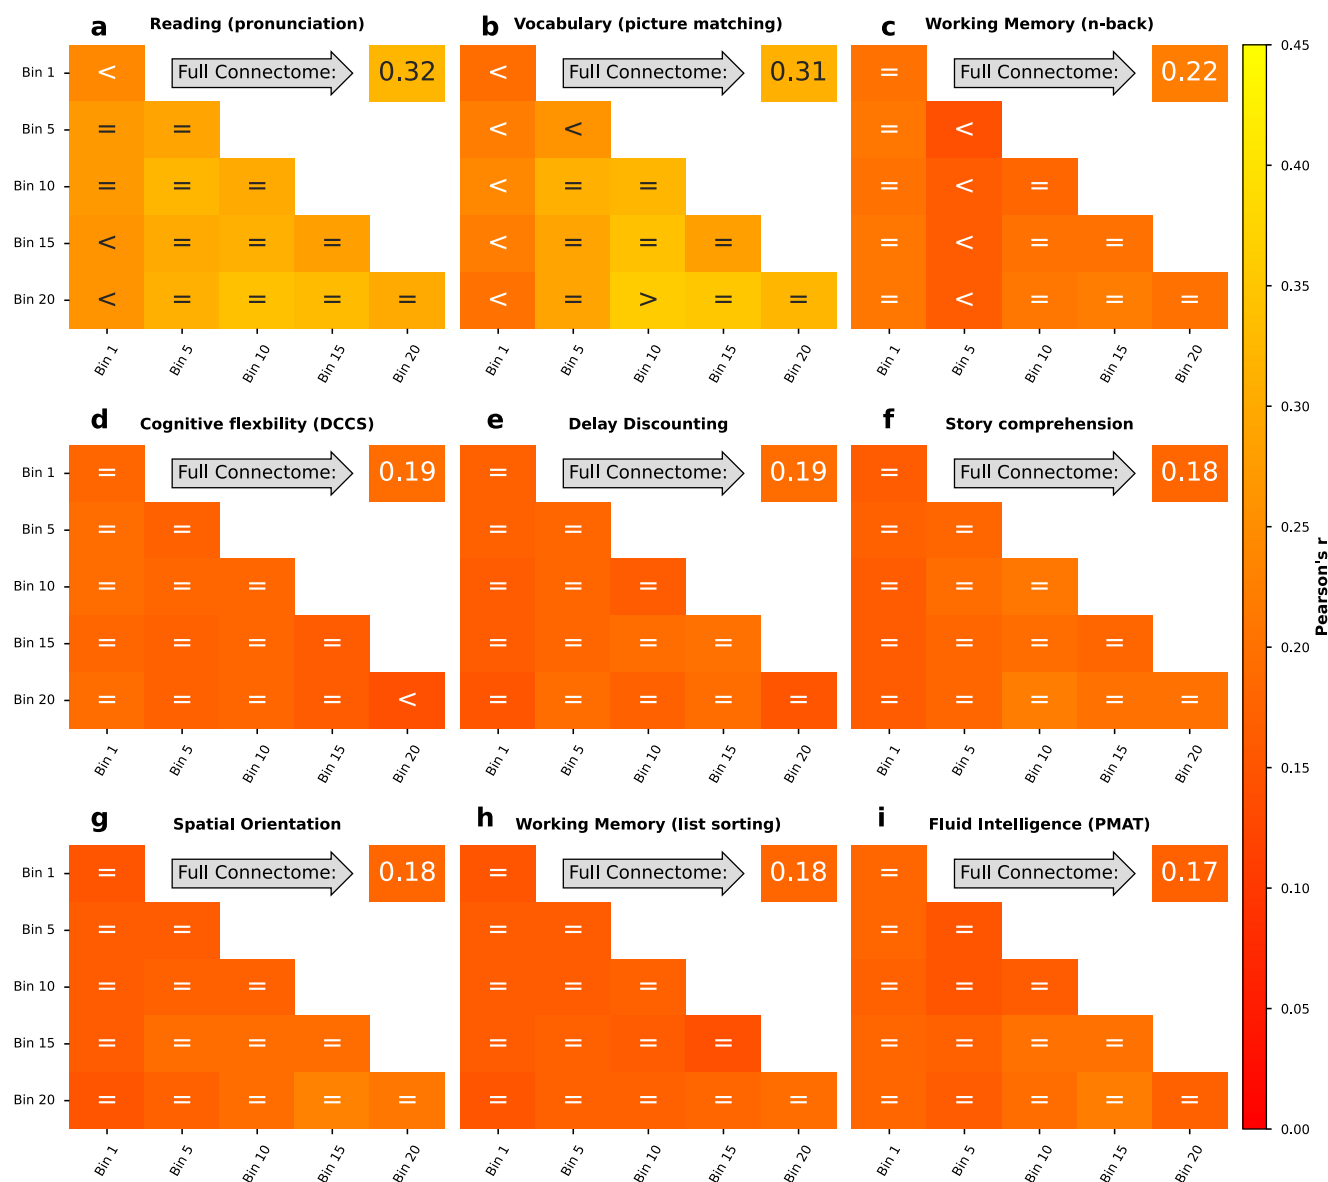 a Reading (pronunciation) b Vocabulary (picture matching) c Working Memory (n-back)
Bin 1 < Full Connectome: 0.32 < Full Connectome: 0.31 = Full Connectome: 0.22
Bin 5 = = < < = <
Bin 10 = = = < = = = < =
Bin 15 < = = = < = = = = < = =
Bin 20 < = = = = < = > = = = < = = =
Bin 1 Bin 5 Bin 10 Bin 15 Bin 20 Bin 1 Bin 5 Bin 10 Bin 15 Bin 20 Bin 1 Bin 5 Bin 10 Bin 15 Bin 20
d Cognitive flexbility (DCCS) e Delay Discounting f Story comprehension
Bin 1 = Full Connectome: 0.19 = Full Connectome: 0.19 = Full Connectome: 0.18
Bin 5 = = = = = =
Bin 10 = = = = = = = = =
Bin 15 = = = = = = = = = = = =
Bin 20 = = = = < = = = = = = = = = =
Bin 1 Bin 5 Bin 10 Bin 15 Bin 20 Bin 1 Bin 5 Bin 10 Bin 15 Bin 20 Bin 1 Bin 5 Bin 10 Bin 15 Bin 20
g Spatial Orientation h Working Memory (list sorting) i Fluid Intelligence (PMAT)
Bin 1 = Full Connectome: 0.18 = Full Connectome: 0.18 = Full Connectome: 0.17
Bin 5 = = = = = =
Bin 10 = = = = = = = = =
Bin 15 = = = = = = = = = = = =
Bin 20 = = = = = = = = = = = = = = =
Bin 1 Bin 5 Bin 10 Bin 15 Bin 20 Bin 1 Bin 5 Bin 10 Bin 15 Bin 20 Bin 1 Bin 5 Bin 10 Bin 15 Bin 20
0.45
0.40
0.35
0.30
0.25
0.20
0.15
0.10
0.05
0.00
Pearson's r